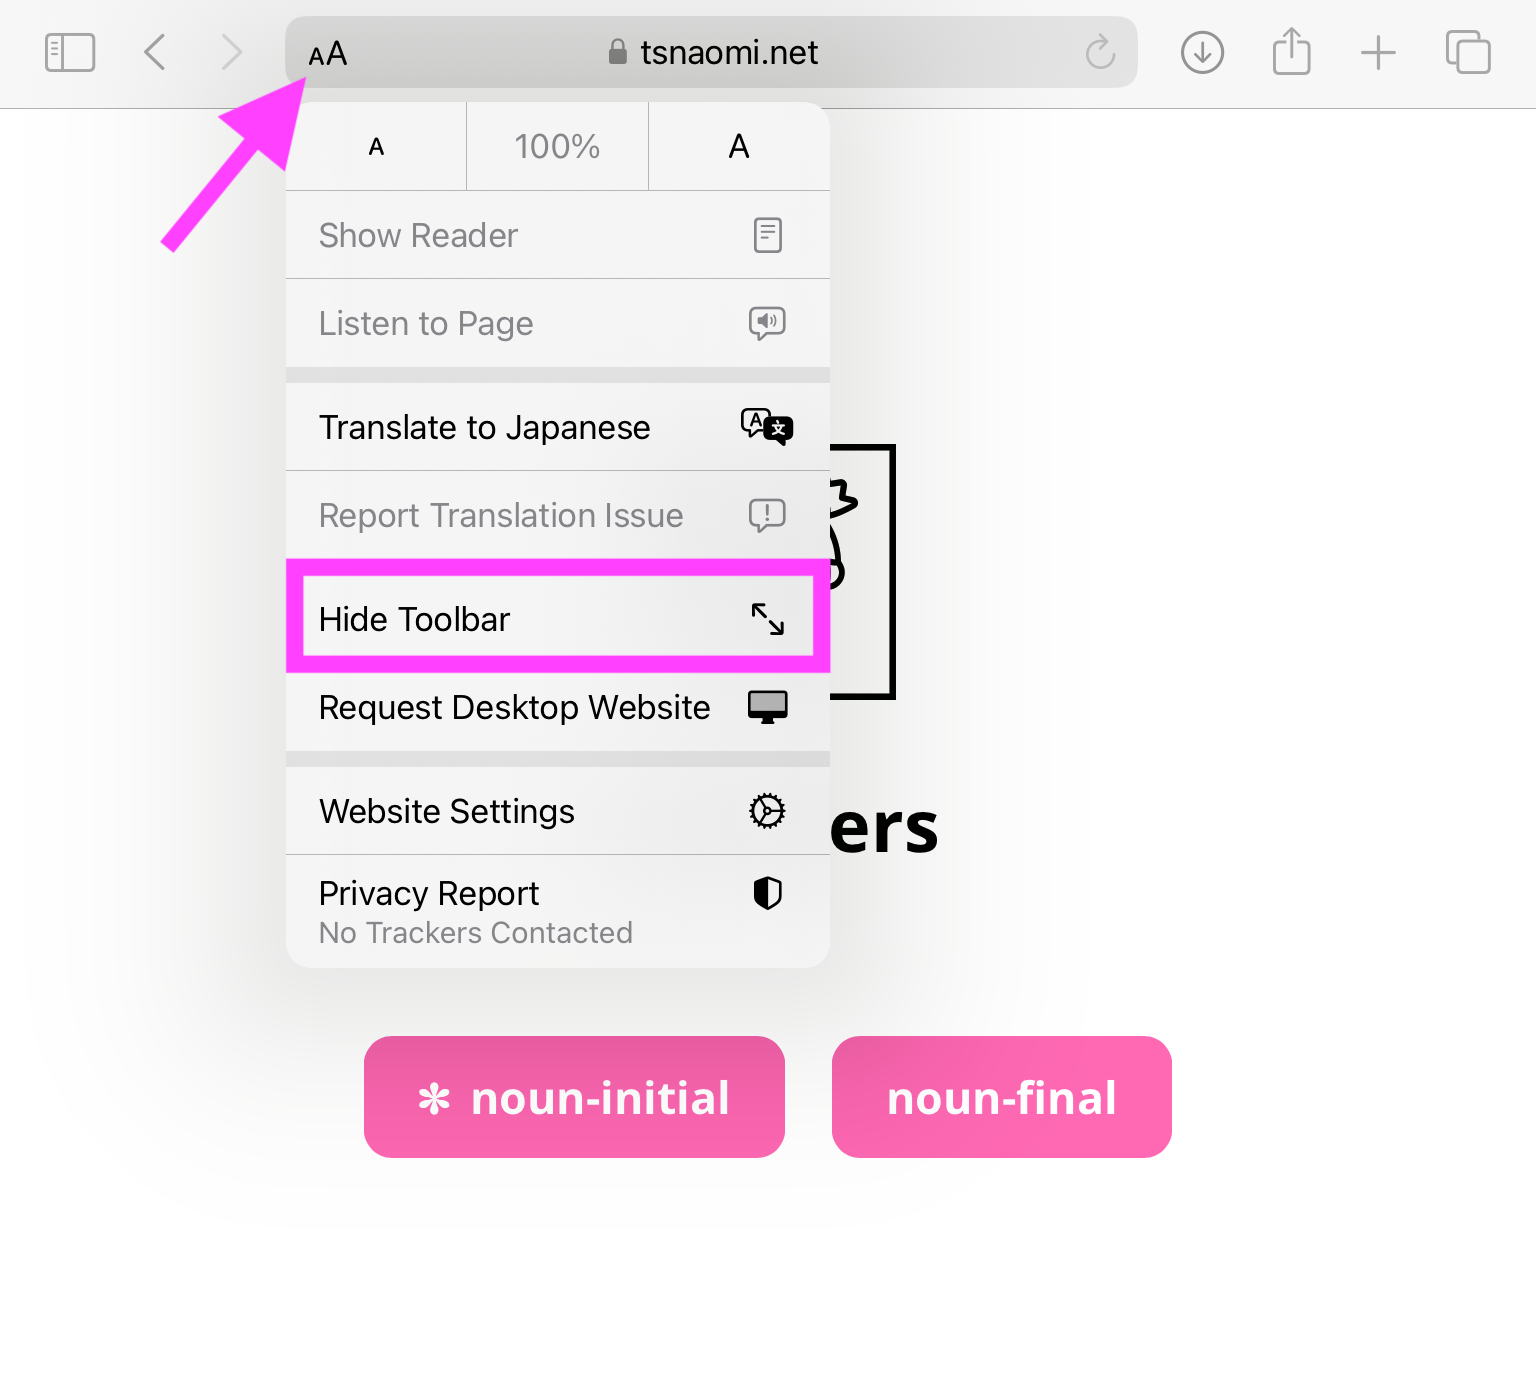 AA
tsnaomi.net
A 100% A
Show Reader
Listen to Page
Translate to Japanese
A 文
Report Translation Issue
Hide Toolbar
Request Desktop Website
Website Settings
ers
Privacy Report
No Trackers Contacted
✻ noun-initial
noun-final